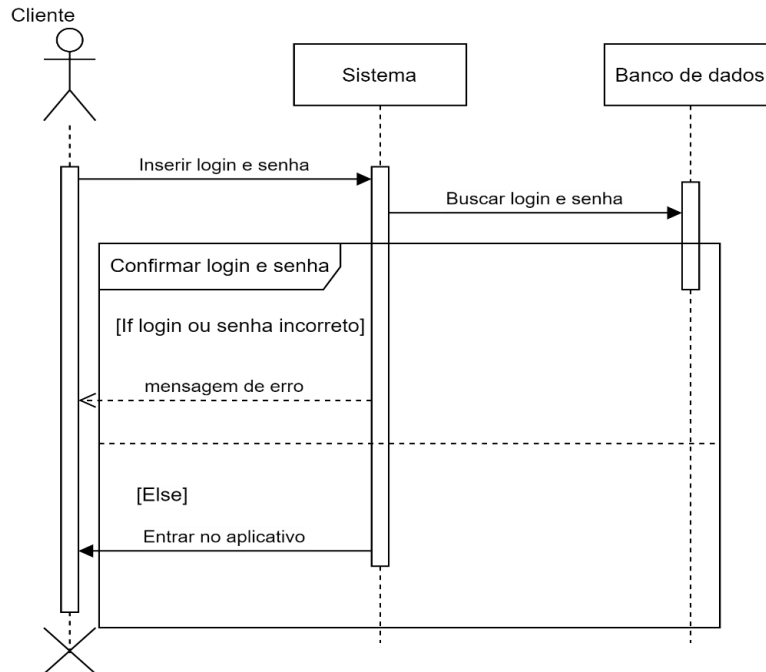 Cliente
Sistema
Banco de dados
Inserir login e senha
Buscar login e senha
Confirmar login e senha
[If login ou senha incorreto]
mensagem de erro
[Else]
Entrar no aplicativo